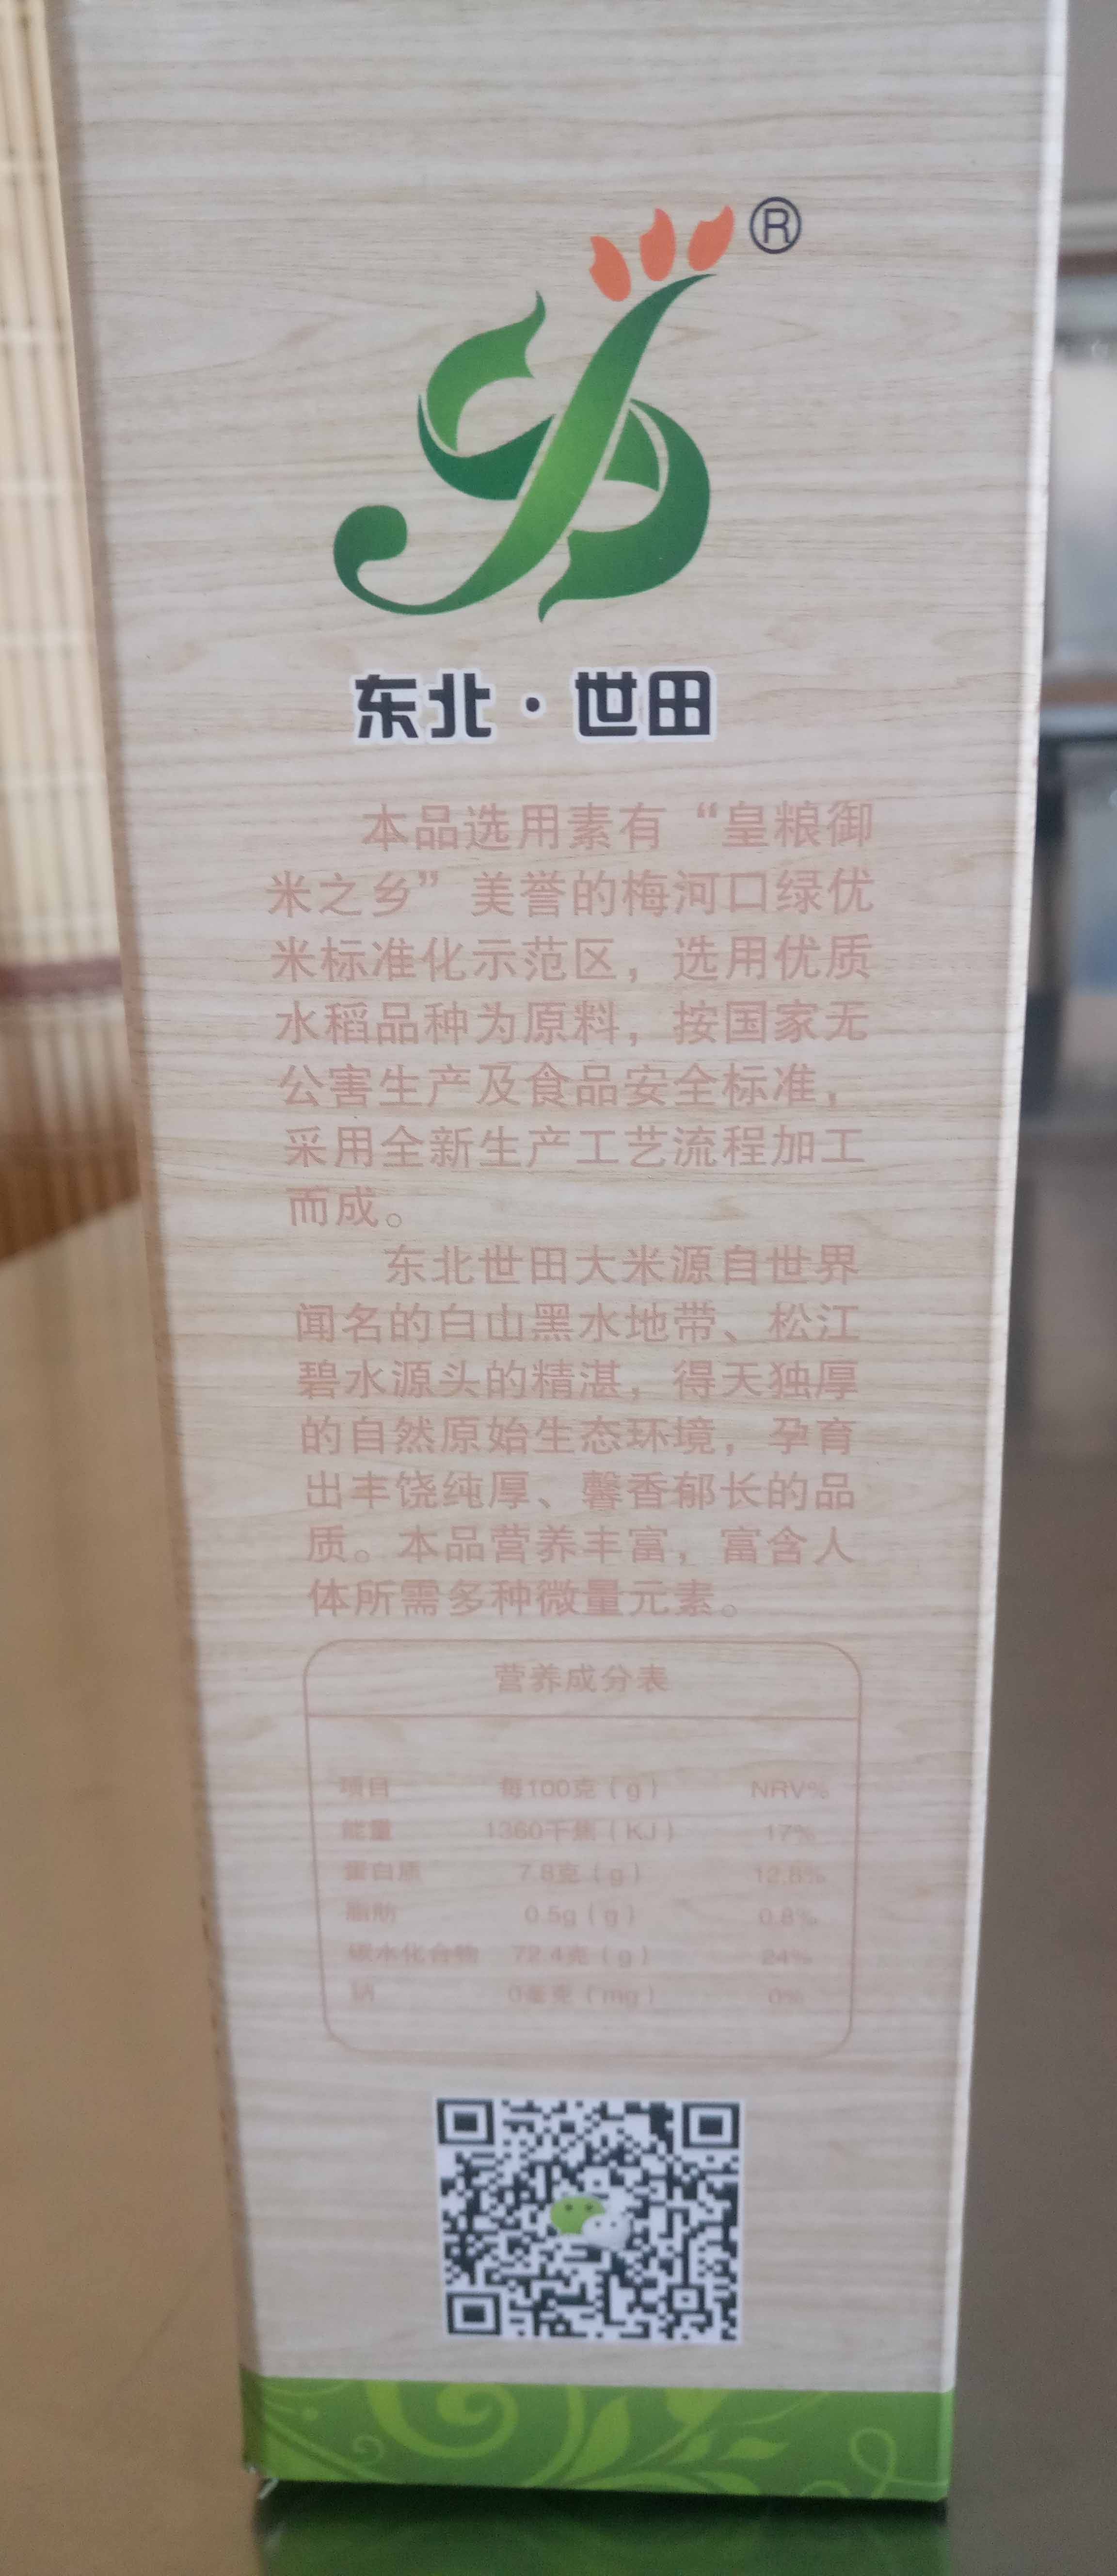 ®
东北·世田
本品选用素有“皇粮御
米之乡”美誉的梅河口绿优
米标准化示范区，选用优质
水稻品种为原料，按国家无
公害生产及食品安全标准，
采用全新生产工艺流程加工
而成。
东北世田大米源自世界
闻名的白山黑水地带、松江
碧水源头的精湛，得天独厚
的自然原始生态环境，孕育
出丰饶纯厚、馨香郁长的品
质。本品营养丰富，富含人
体所需多种微量元素。
营养成分表
项目 每100克（g） NRV%
能量 1360千焦（KJ） 17%
蛋白质 7.8克（g） 12.8%
脂肪 0.5g（g） 0.8%
碳水化合物 72.4克（g） 24%
钠 0毫克（mg） 0%